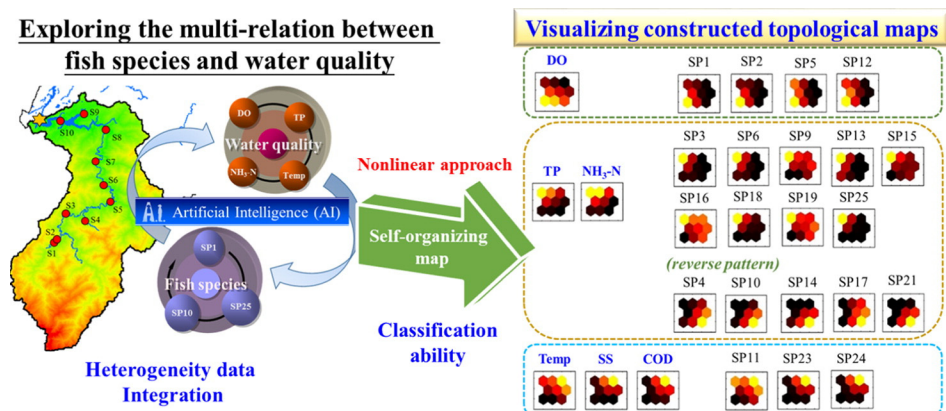 Exploring the multi-relation between
fish species and water quality
S9
S10
S8
S7
S6
S5
S3
S4
S2
S1
DO
TP
Water quality
NH₃-N
Temp
AI Artificial Intelligence (AI)
SP1
Fish species
SP10
SP25
Heterogeneity data
Integration
Nonlinear approach
Self-organizing
map
Classification
ability
Visualizing constructed topological maps
DO SP1 SP2 SP5 SP12
SP3 SP6 SP9 SP13 SP15
TP NH₃-N
SP16 SP18 SP19 SP25
(reverse pattern)
SP4 SP10 SP14 SP17 SP21
Temp SS COD SP11 SP23 SP24